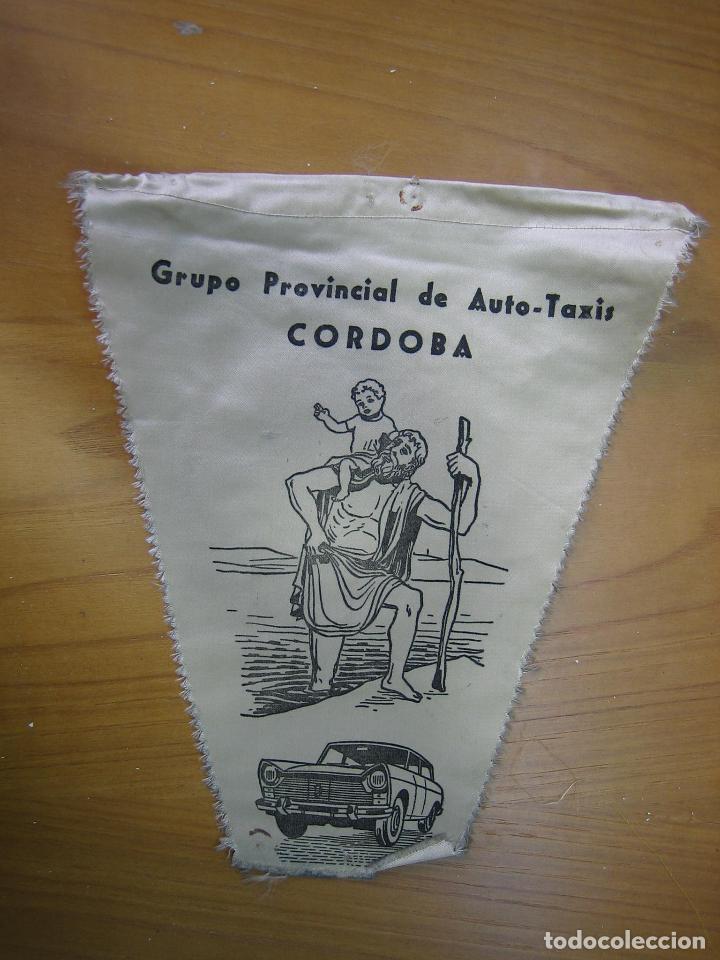 Grupo Provincial de Auto-Taxis
CORDOBA
todocoleccion